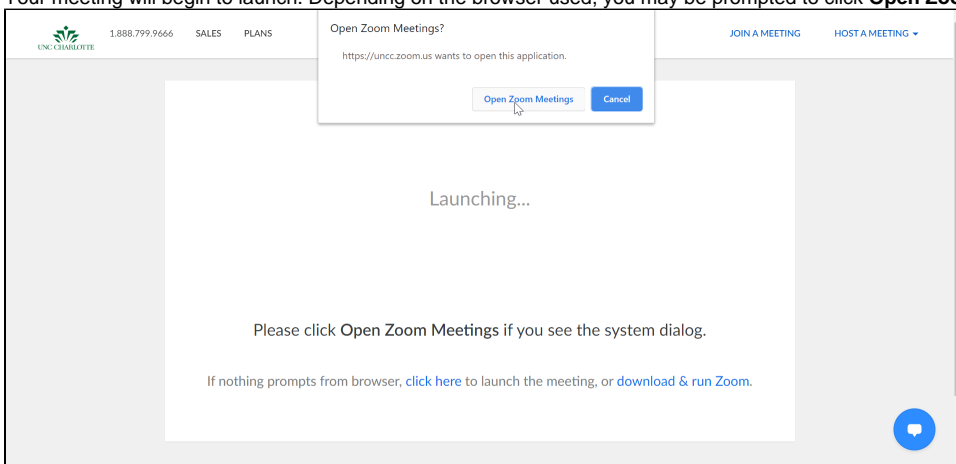 Your meeting will begin to launch. Depending on the browser used, you may be prompted to click Open Zoo
UNC CHARLOTTE
1.888.799.9666 SALES PLANS
JOIN A MEETING HOST A MEETING
Open Zoom Meetings?
https://uncc.zoom.us wants to open this application.
Open Zoom Meetings Cancel
Launching...
Please click Open Zoom Meetings if you see the system dialog.
If nothing prompts from browser, click here to launch the meeting, or download & run Zoom.